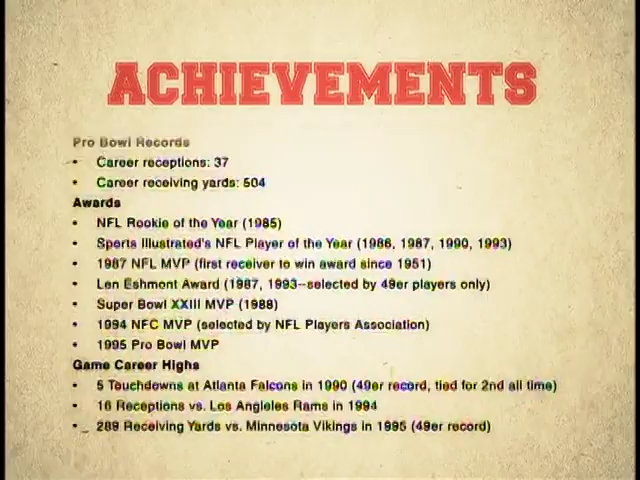 ACHIEVEMENTS
Pro Bowl Records
• Career receptions: 37
• Career receiving yards: 504
Awards
• NFL Rookie of the Year (1985)
• Sports Illustrated's NFL Player of the Year (1986, 1987, 1990, 1993)
• 1987 NFL MVP (first receiver to win award since 1951)
• Len Eshmont Award (1987, 1993--selected by 49er players only)
• Super Bowl XXIII MVP (1988)
• 1994 NFC MVP (selected by NFL Players Association)
• 1995 Pro Bowl MVP
Game Career Highs
• 5 Touchdowns at Atlanta Falcons in 1990 (49er record, tied for 2nd all time)
• 16 Receptions vs. Los Angeles Rams in 1994
• 289 Receiving Yards vs. Minnesota Vikings in 1995 (49er record)